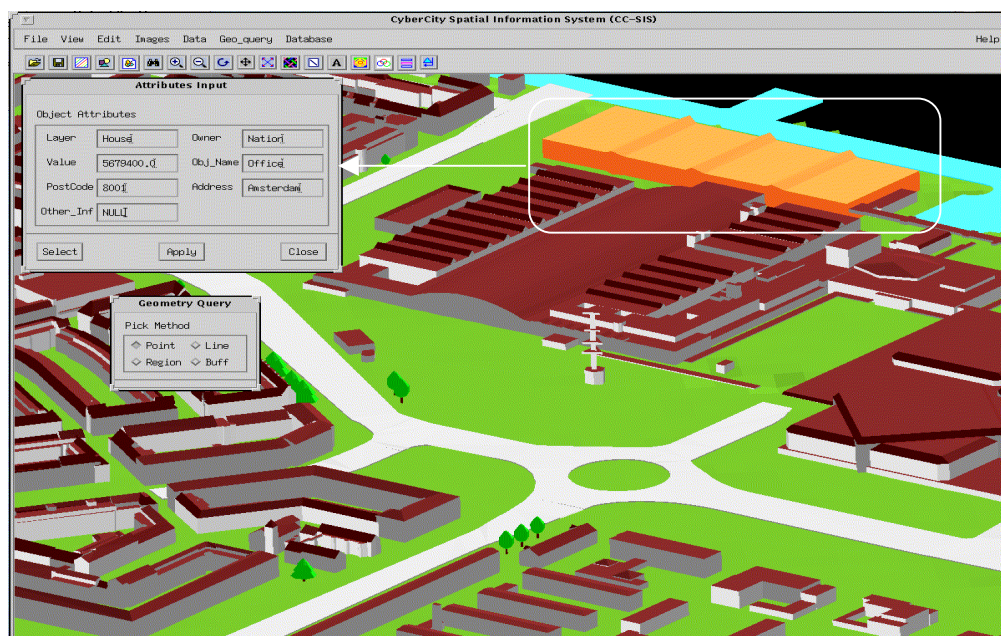 CyberCity Spatial Information System (CC-SIS)
File View Edit Images Data Geo_query Database Help
A
Attributes Input
Object Attributes
Layer House Owner Nation
Value 5679400.0 Obj_Name Office
PostCode 8001 Address Amsterdam
Other_Inf NULL
Select Apply Close
Geometry Query
Pick Method
Point Line
Region Buff